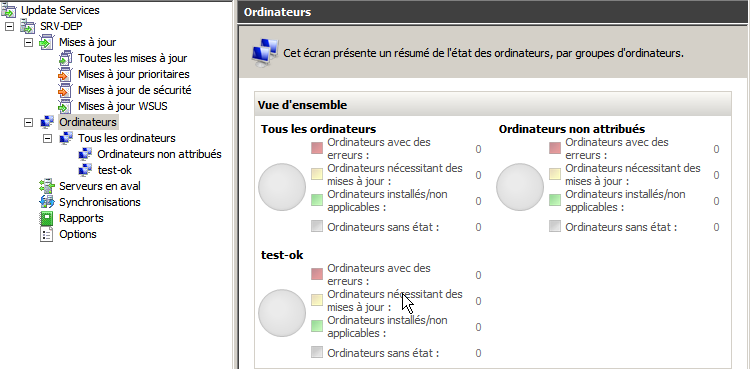 Update Services
SRV-DEP
Mises à jour
Toutes les mises à jour
Mises à jour prioritaires
Mises à jour de sécurité
Mises à jour WSUS
Ordinateurs
Tous les ordinateurs
Ordinateurs non attribués
test-ok
Serveurs en aval
Synchronisations
Rapports
Options
Ordinateurs
Cet écran présente un résumé de l'état des ordinateurs, par groupes d'ordinateurs.
Vue d'ensemble
Tous les ordinateurs
Ordinateurs avec des
erreurs : 0
Ordinateurs nécessitant des
mises à jour : 0
Ordinateurs installés/non
applicables : 0
Ordinateurs sans état : 0
Ordinateurs non attribués
Ordinateurs avec des
erreurs : 0
Ordinateurs nécessitant des
mises à jour : 0
Ordinateurs installés/non
applicables : 0
Ordinateurs sans état : 0
test-ok
Ordinateurs avec des
erreurs : 0
Ordinateurs nécessitant des
mises à jour : 0
Ordinateurs installés/non
applicables : 0
Ordinateurs sans état : 0